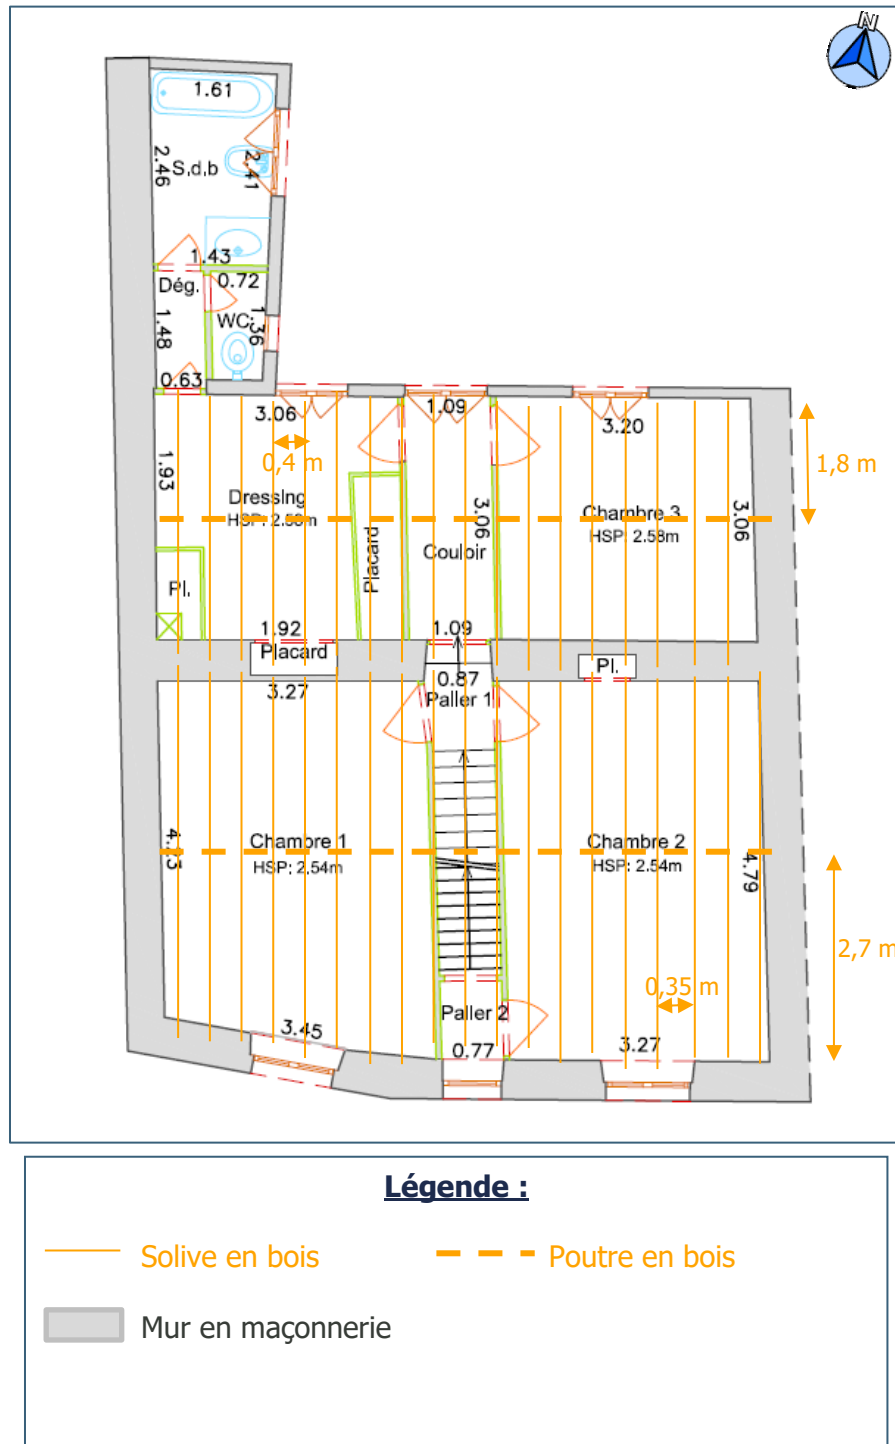 N
1.61
2.46
S.d.b
2.41
1.43
Dég.
0.72
WC
1.36
1.48
0.63
3.06
1.09
3.20
0,4 m
1,8 m
1.93
Dressing
HSP: 2.58m
Placard
3.06
Couloir
Chambre 3
HSP: 2.58m
3.06
Pl.
1.92
Placard
1.09
Pl.
3.27
0.87
Palier 1
Chambre 1
HSP: 2.54m
Chambre 2
HSP: 2.54m
4.79
2,7 m
0,35 m
Palier 2
3.45
0.77
3.27
Légende :
Solive en bois
Poutre en bois
Mur en maçonnerie